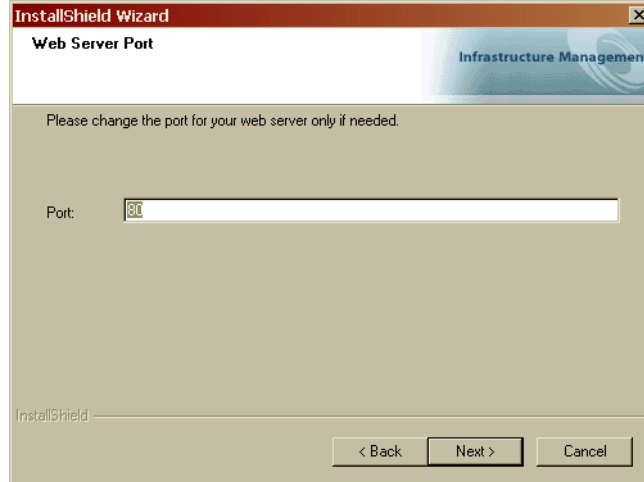 InstallShield Wizard
Web Server Port
Infrastructure Managemen
Please change the port for your web server only if needed.
Port:
80
InstallShield
< Back
Next >
Cancel